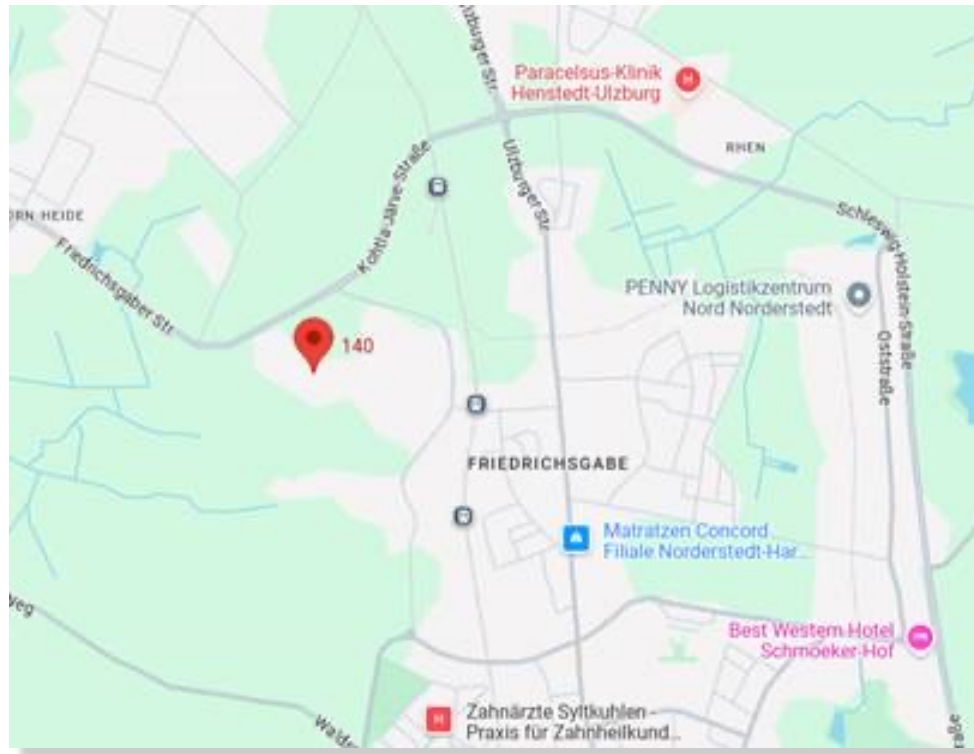 Ulzburger Str.
Paracelsus-Klinik
Henstedt-Ulzburg
RHEN
Ulzburger Str.
Kohtla-Järve-Straße
ORN HEIDE
Friedrichsgaber Str.
Schleswig-Holstein-Straße
PENNY Logistikzentrum
Nord Norderstedt
Oststraße
140
FRIEDRICHSGABE
Matratzen Concord
Filiale Norderstedt-Har...
weg
Best Western Hotel
Schmoeker-Hof
Zahnärzte Syltkuhlen -
Praxis für Zahnheilkund...